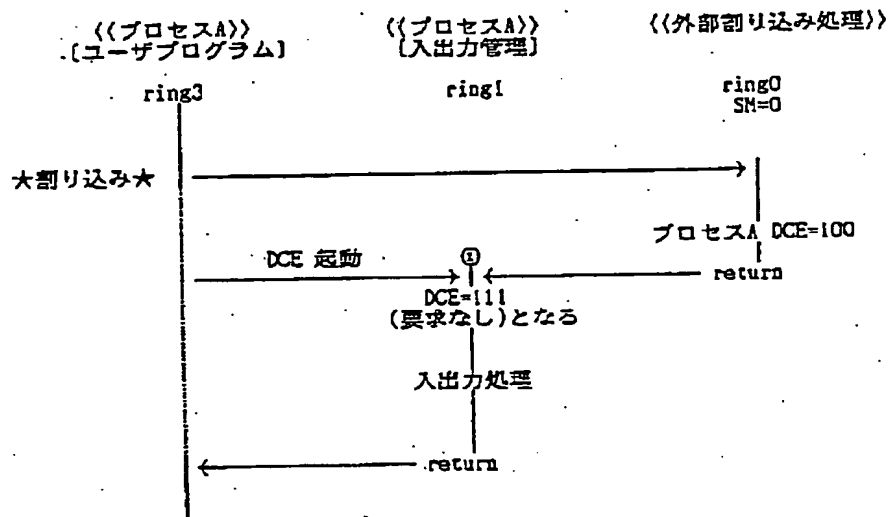 《プロセスA》
[ユーザプログラム]
ring3
《プロセスA》
[入出力管理]
ring1
《外部割り込み処理》
ring0
SM=0
★割り込み★
プロセスA DCE=100
DCE 起動
return
DCE=111
(要求なし)となる
入出力処理
return